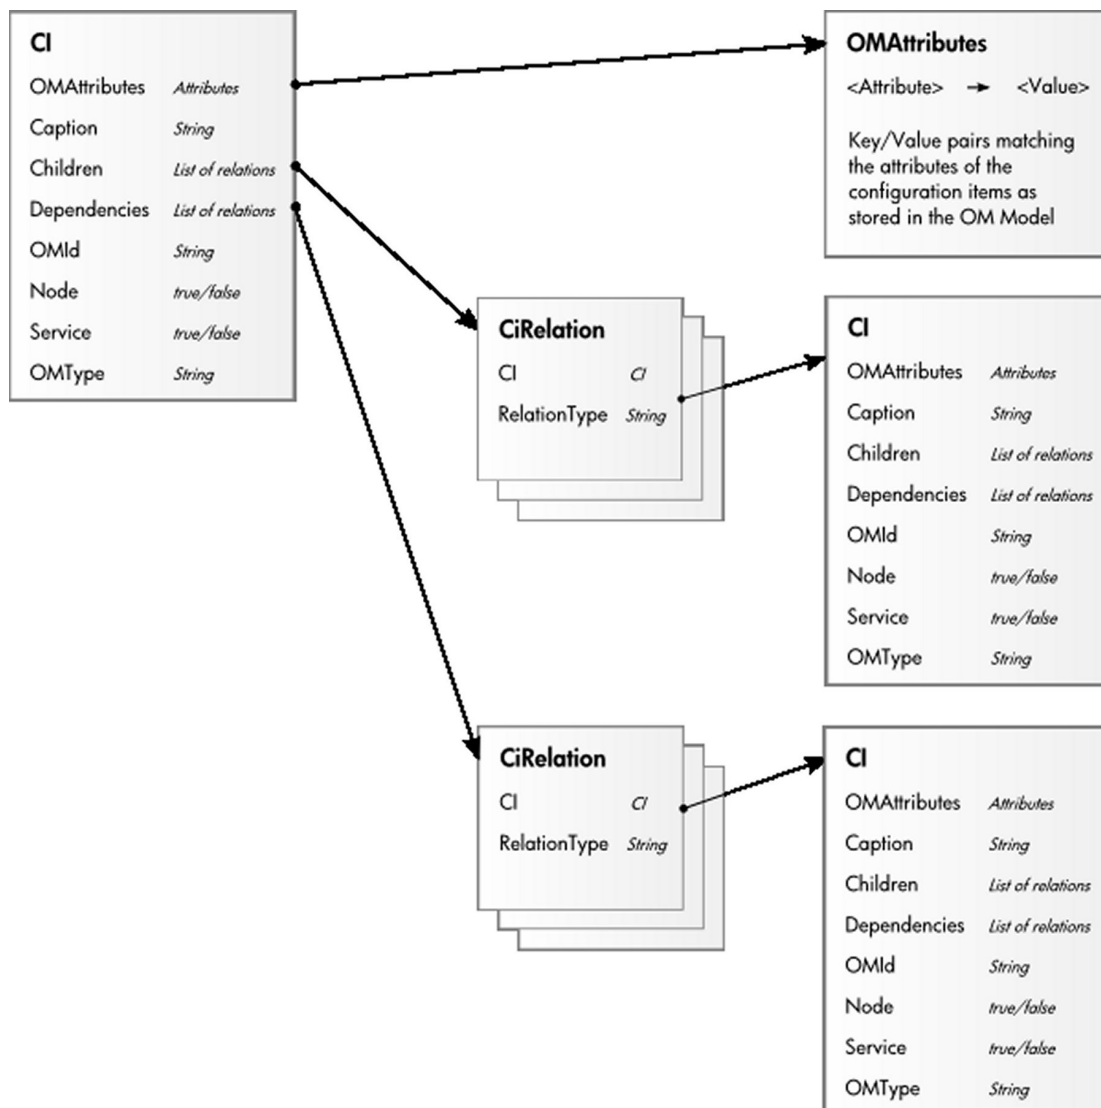 CI
OMAttributes Attributes
Caption String
Children List of relations
Dependencies List of relations
OMId String
Node true/false
Service true/false
OMType String
OMAttributes
<Attribute> → <Value>
Key/Value pairs matching
the attributes of the
configuration items as
stored in the OM Model
CiRelation
CI CI
RelationType String
CI
OMAttributes Attributes
Caption String
Children List of relations
Dependencies List of relations
OMId String
Node true/false
Service true/false
OMType String
CiRelation
CI CI
RelationType String
CI
OMAttributes Attributes
Caption String
Children List of relations
Dependencies List of relations
OMId String
Node true/false
Service true/false
OMType String